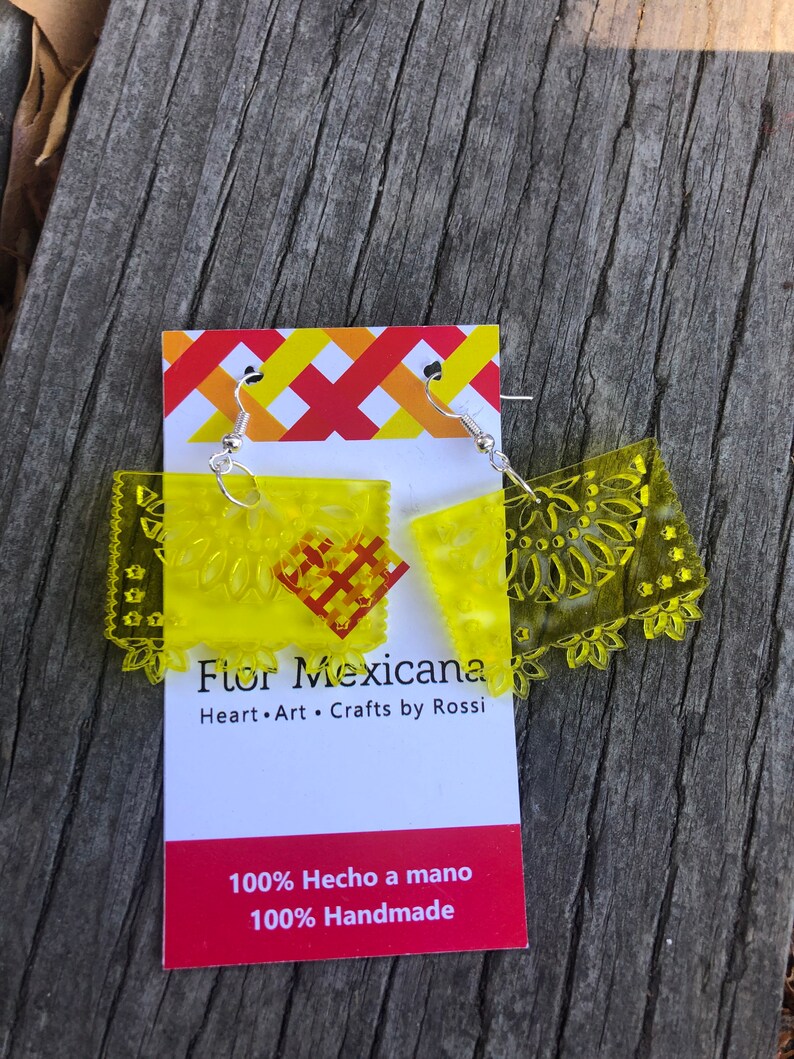 Flor Mexicana
Heart • Art • Crafts by Rossi
100% Hecho a mano
100% Handmade